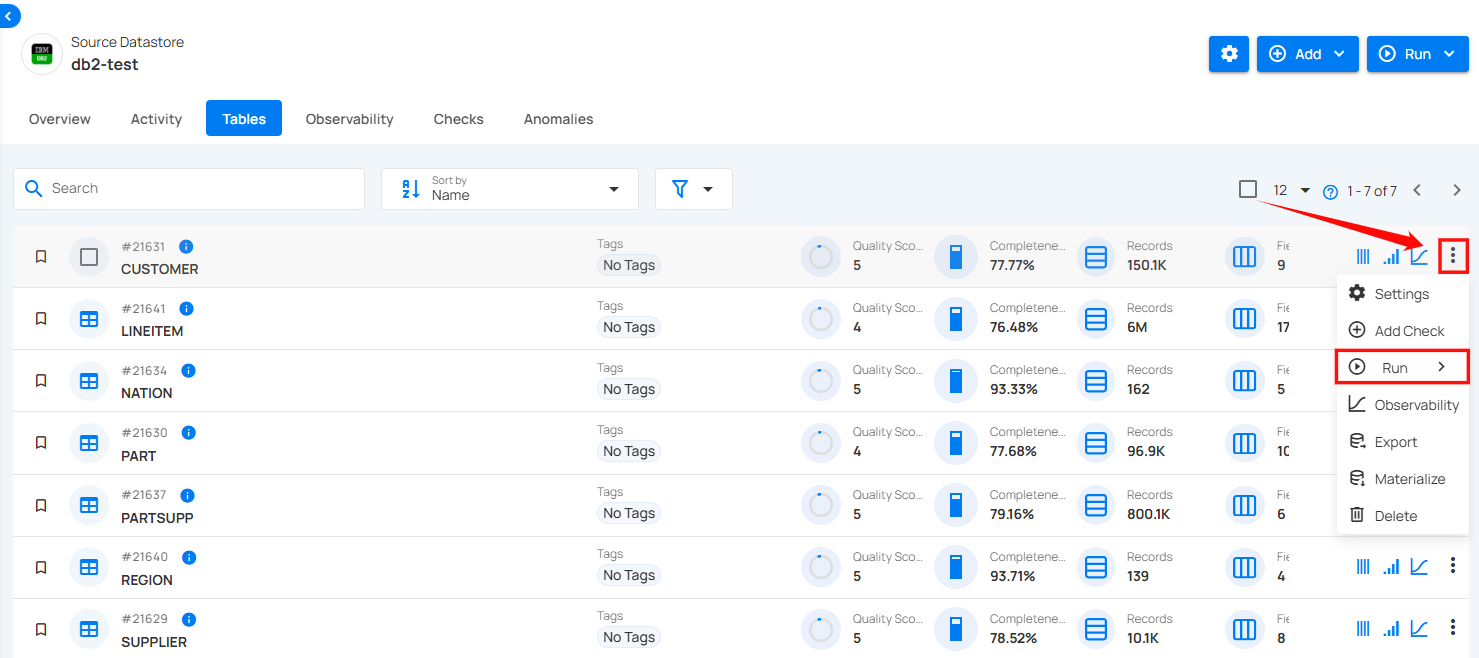 Source Datastore
IBM
DB2
db2-test
Add
Run
Overview
Activity
Tables
Observability
Checks
Anomalies
Search
Sort by
Name
12
1 - 7 of 7
#21631
CUSTOMER
Tags
No Tags
Quality Sco...
5
Completene...
77.77%
Records
150.1K
Fie
9
#21641
LINEITEM
Tags
No Tags
Quality Sco...
4
Completene...
76.48%
Records
6M
Fie
17
#21634
NATION
Tags
No Tags
Quality Sco...
5
Completene...
93.33%
Records
162
Fie
5
#21630
PART
Tags
No Tags
Quality Sco...
4
Completene...
77.68%
Records
96.9K
Fie
10
#21637
PARTSUPP
Tags
No Tags
Quality Sco...
5
Completene...
79.16%
Records
800.1K
Fie
6
#21640
REGION
Tags
No Tags
Quality Sco...
5
Completene...
93.71%
Records
139
Fie
4
#21629
SUPPLIER
Tags
No Tags
Quality Sco...
5
Completene...
78.52%
Records
10.1K
Fie
8
Settings
Add Check
Run
Observability
Export
Materialize
Delete